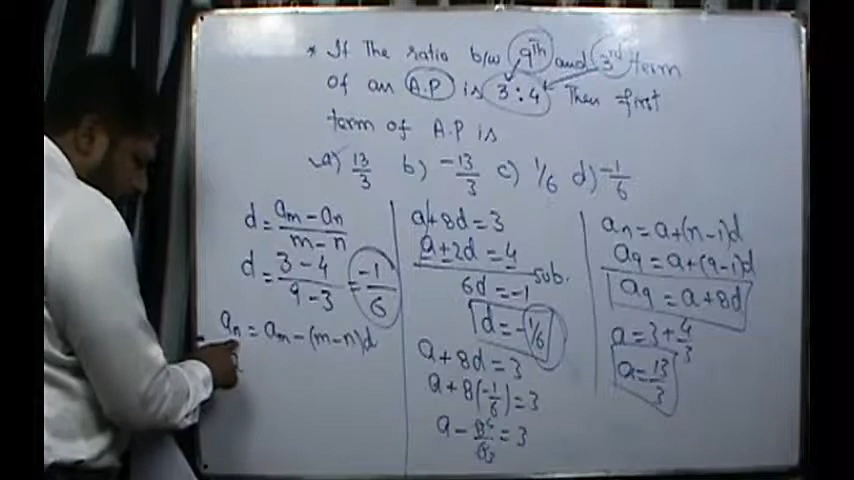 * If The ratio b/w 9th and 3rd term
of an A.P is 3 : 4 Then first
term of A.P is
a) 13/3 b) -13/3 c) 1/6 d) -1/6
d = am - an / m - n
d = 3 - 4 / 9 - 3 = -1/6
an = am - (m - n)d
a + 8d = 3
a + 2d = 4
sub.
6d = -1
d = -1/6
a + 8d = 3
a + 8(-1/6) = 3
= 3
an = a + (n - 1)d
a9 = a + (9 - 1)d
a9 = a + 8d
a = 3 + 4/3
a = 13/3